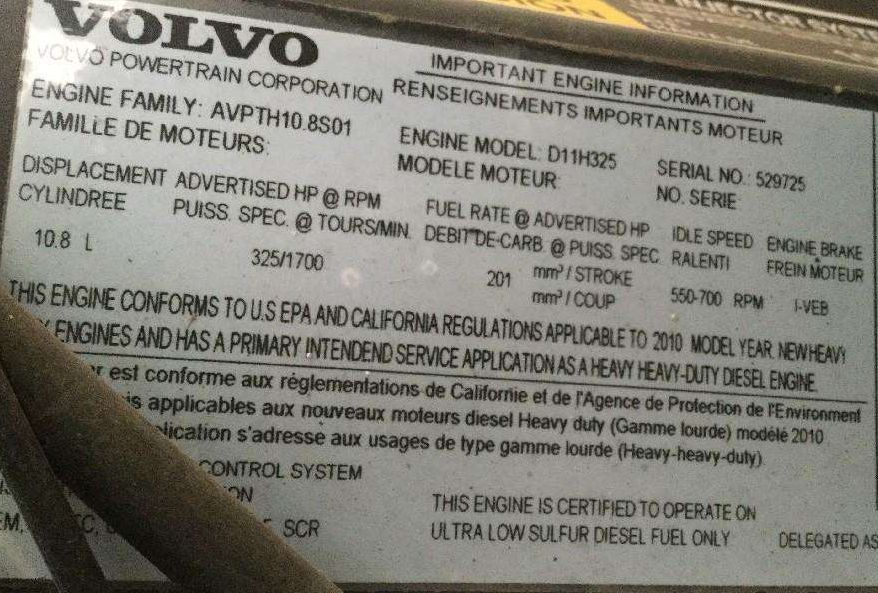 INJECTOR SYSTEM
VOLVO
VOLVO POWERTRAIN CORPORATION
IMPORTANT ENGINE INFORMATION
RENSEIGNEMENTS IMPORTANTS MOTEUR
ENGINE FAMILY: AVPTH10.8S01
FAMILLE DE MOTEURS:
ENGINE MODEL: D11H325
MODELE MOTEUR:
SERIAL NO.: 529725
NO. SERIE
DISPLACEMENT
CYLINDREE
10.8 L
ADVERTISED HP @ RPM
PUISS. SPEC. @ TOURS/MIN.
325/1700
FUEL RATE @ ADVERTISED HP
DEBIT DE-CARB. @ PUISS. SPEC.
201 mm³ / STROKE
mm³ / COUP
IDLE SPEED
RALENTI
550-700 RPM
ENGINE BRAKE
FREIN MOTEUR
I-VEB
THIS ENGINE CONFORMS TO U.S EPA AND CALIFORNIA REGULATIONS APPLICABLE TO 2010 MODEL YEAR NEW HEAVY
ENGINES AND HAS A PRIMARY INTENDEND SERVICE APPLICATION AS A HEAVY HEAVY-DUTY DIESEL ENGINE.
est conforme aux réglementations de Californie et de l'Agence de Protection de l'Environment
applicables aux nouveaux moteurs diesel Heavy duty (Gamme lourde) modélé 2010
s'adresse aux usages de type gamme lourde (Heavy-heavy-duty)
CONTROL SYSTEM
SCR
THIS ENGINE IS CERTIFIED TO OPERATE ON
ULTRA LOW SULFUR DIESEL FUEL ONLY
DELEGATED AS